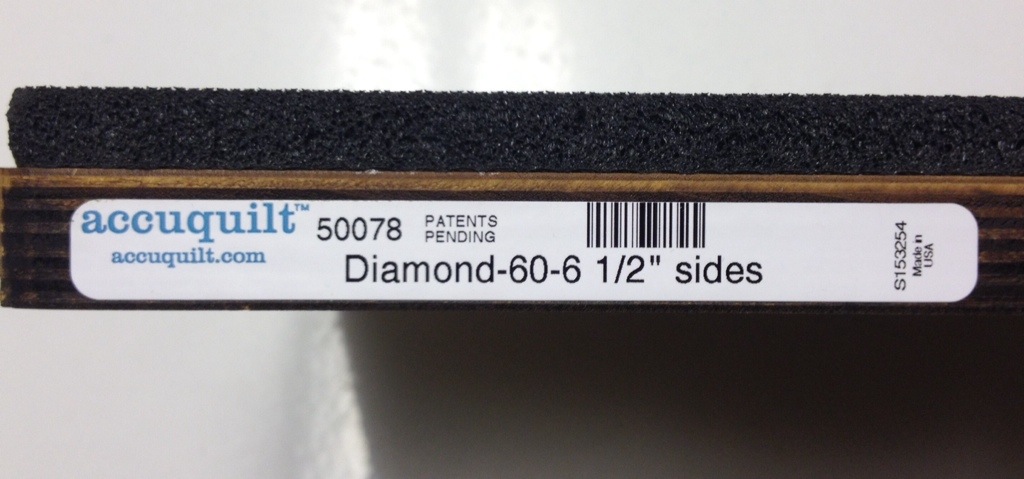 accuquilt™ 50078 PATENTS
PENDING
accuquilt.com
Diamond-60-6 1/2" sides
S153254
Made in
USA